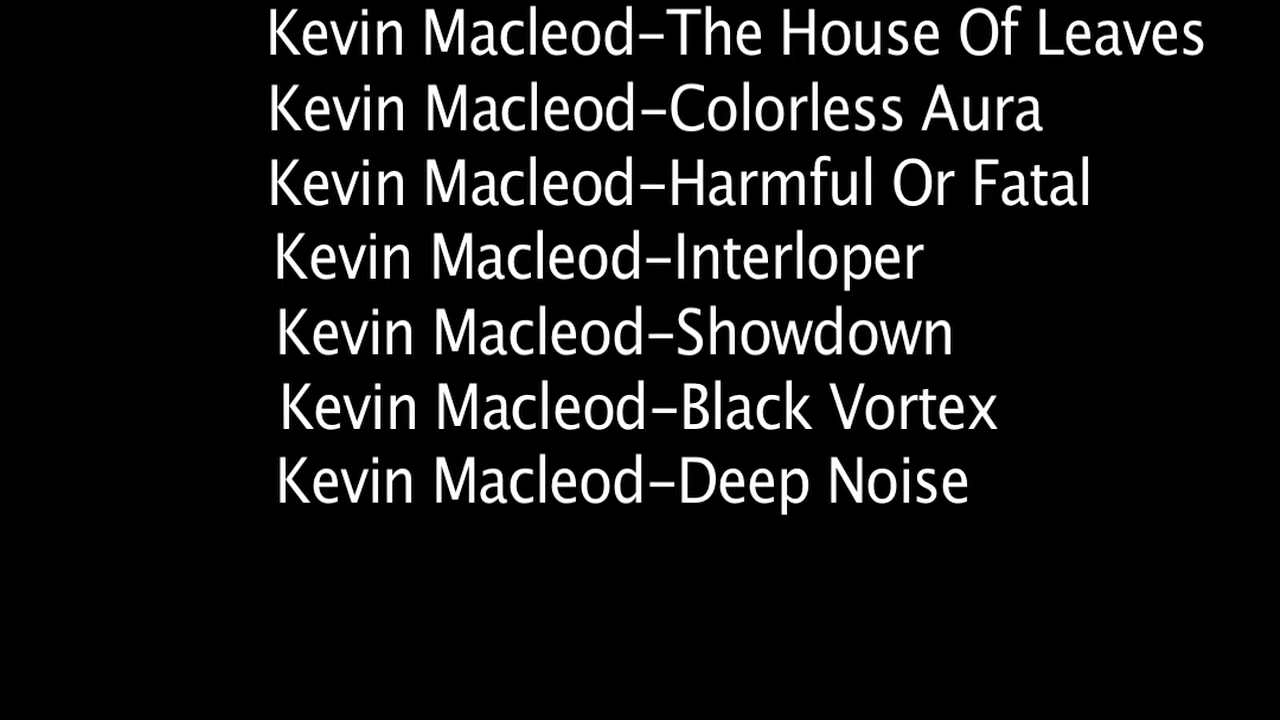 Kevin Macleod-The House Of Leaves
Kevin Macleod-Colorless Aura
Kevin Macleod-Harmful Or Fatal
Kevin Macleod-Interloper
Kevin Macleod-Showdown
Kevin Macleod-Black Vortex
Kevin Macleod-Deep Noise